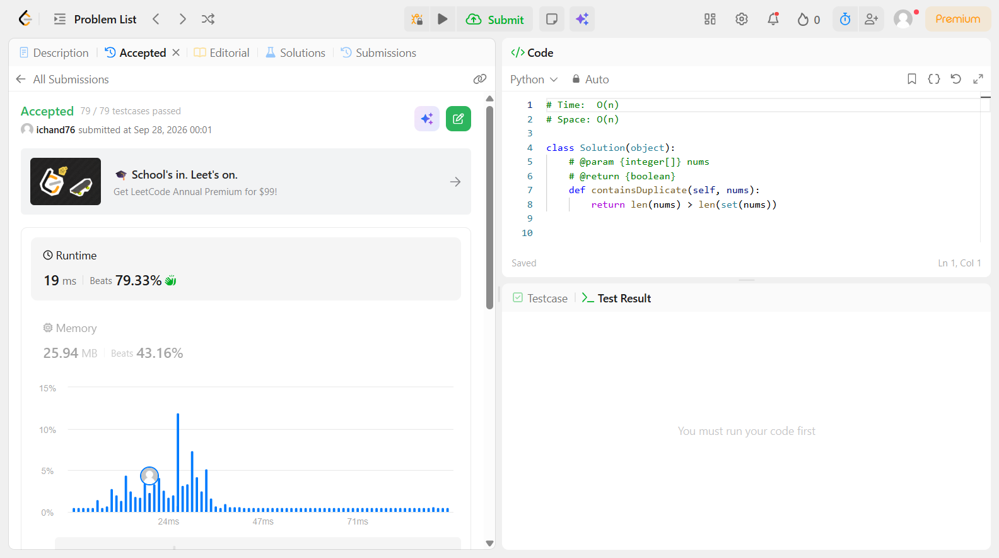 Problem List
Submit
0
Premium
Description
Accepted
Editorial
Solutions
Submissions
All Submissions
Accepted 79 / 79 testcases passed
ichand76 submitted at Sep 28, 2026 00:01
School's in. Leet's on.
Get LeetCode Annual Premium for $99!
Runtime
19 ms Beats 79.33%
Memory
25.94 MB Beats 43.16%
15%
10%
5%
0%
24ms 47ms 71ms
Code
Python Auto
1 # Time:  O(n)
2 # Space: O(n)
3
4 class Solution(object):
5     # @param {integer[]} nums
6     # @return {boolean}
7     def containsDuplicate(self, nums):
8         return len(nums) > len(set(nums))
9
10
Saved Ln 1, Col 1
Testcase
Test Result
You must run your code first